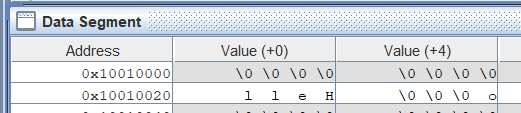 Data Segment
Address Value (+0) Value (+4)
0x10010000 \0 \0 \0 \0 \0 \0 \0 \0
0x10010020 l l e H \0 \0 \0 o